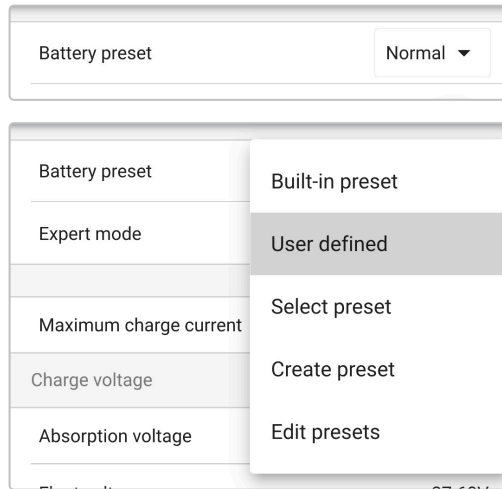 Battery preset Normal
Battery preset
Built-in preset
Expert mode
User defined
Select preset
Maximum charge current
Charge voltage
Create preset
Absorption voltage
Edit presets